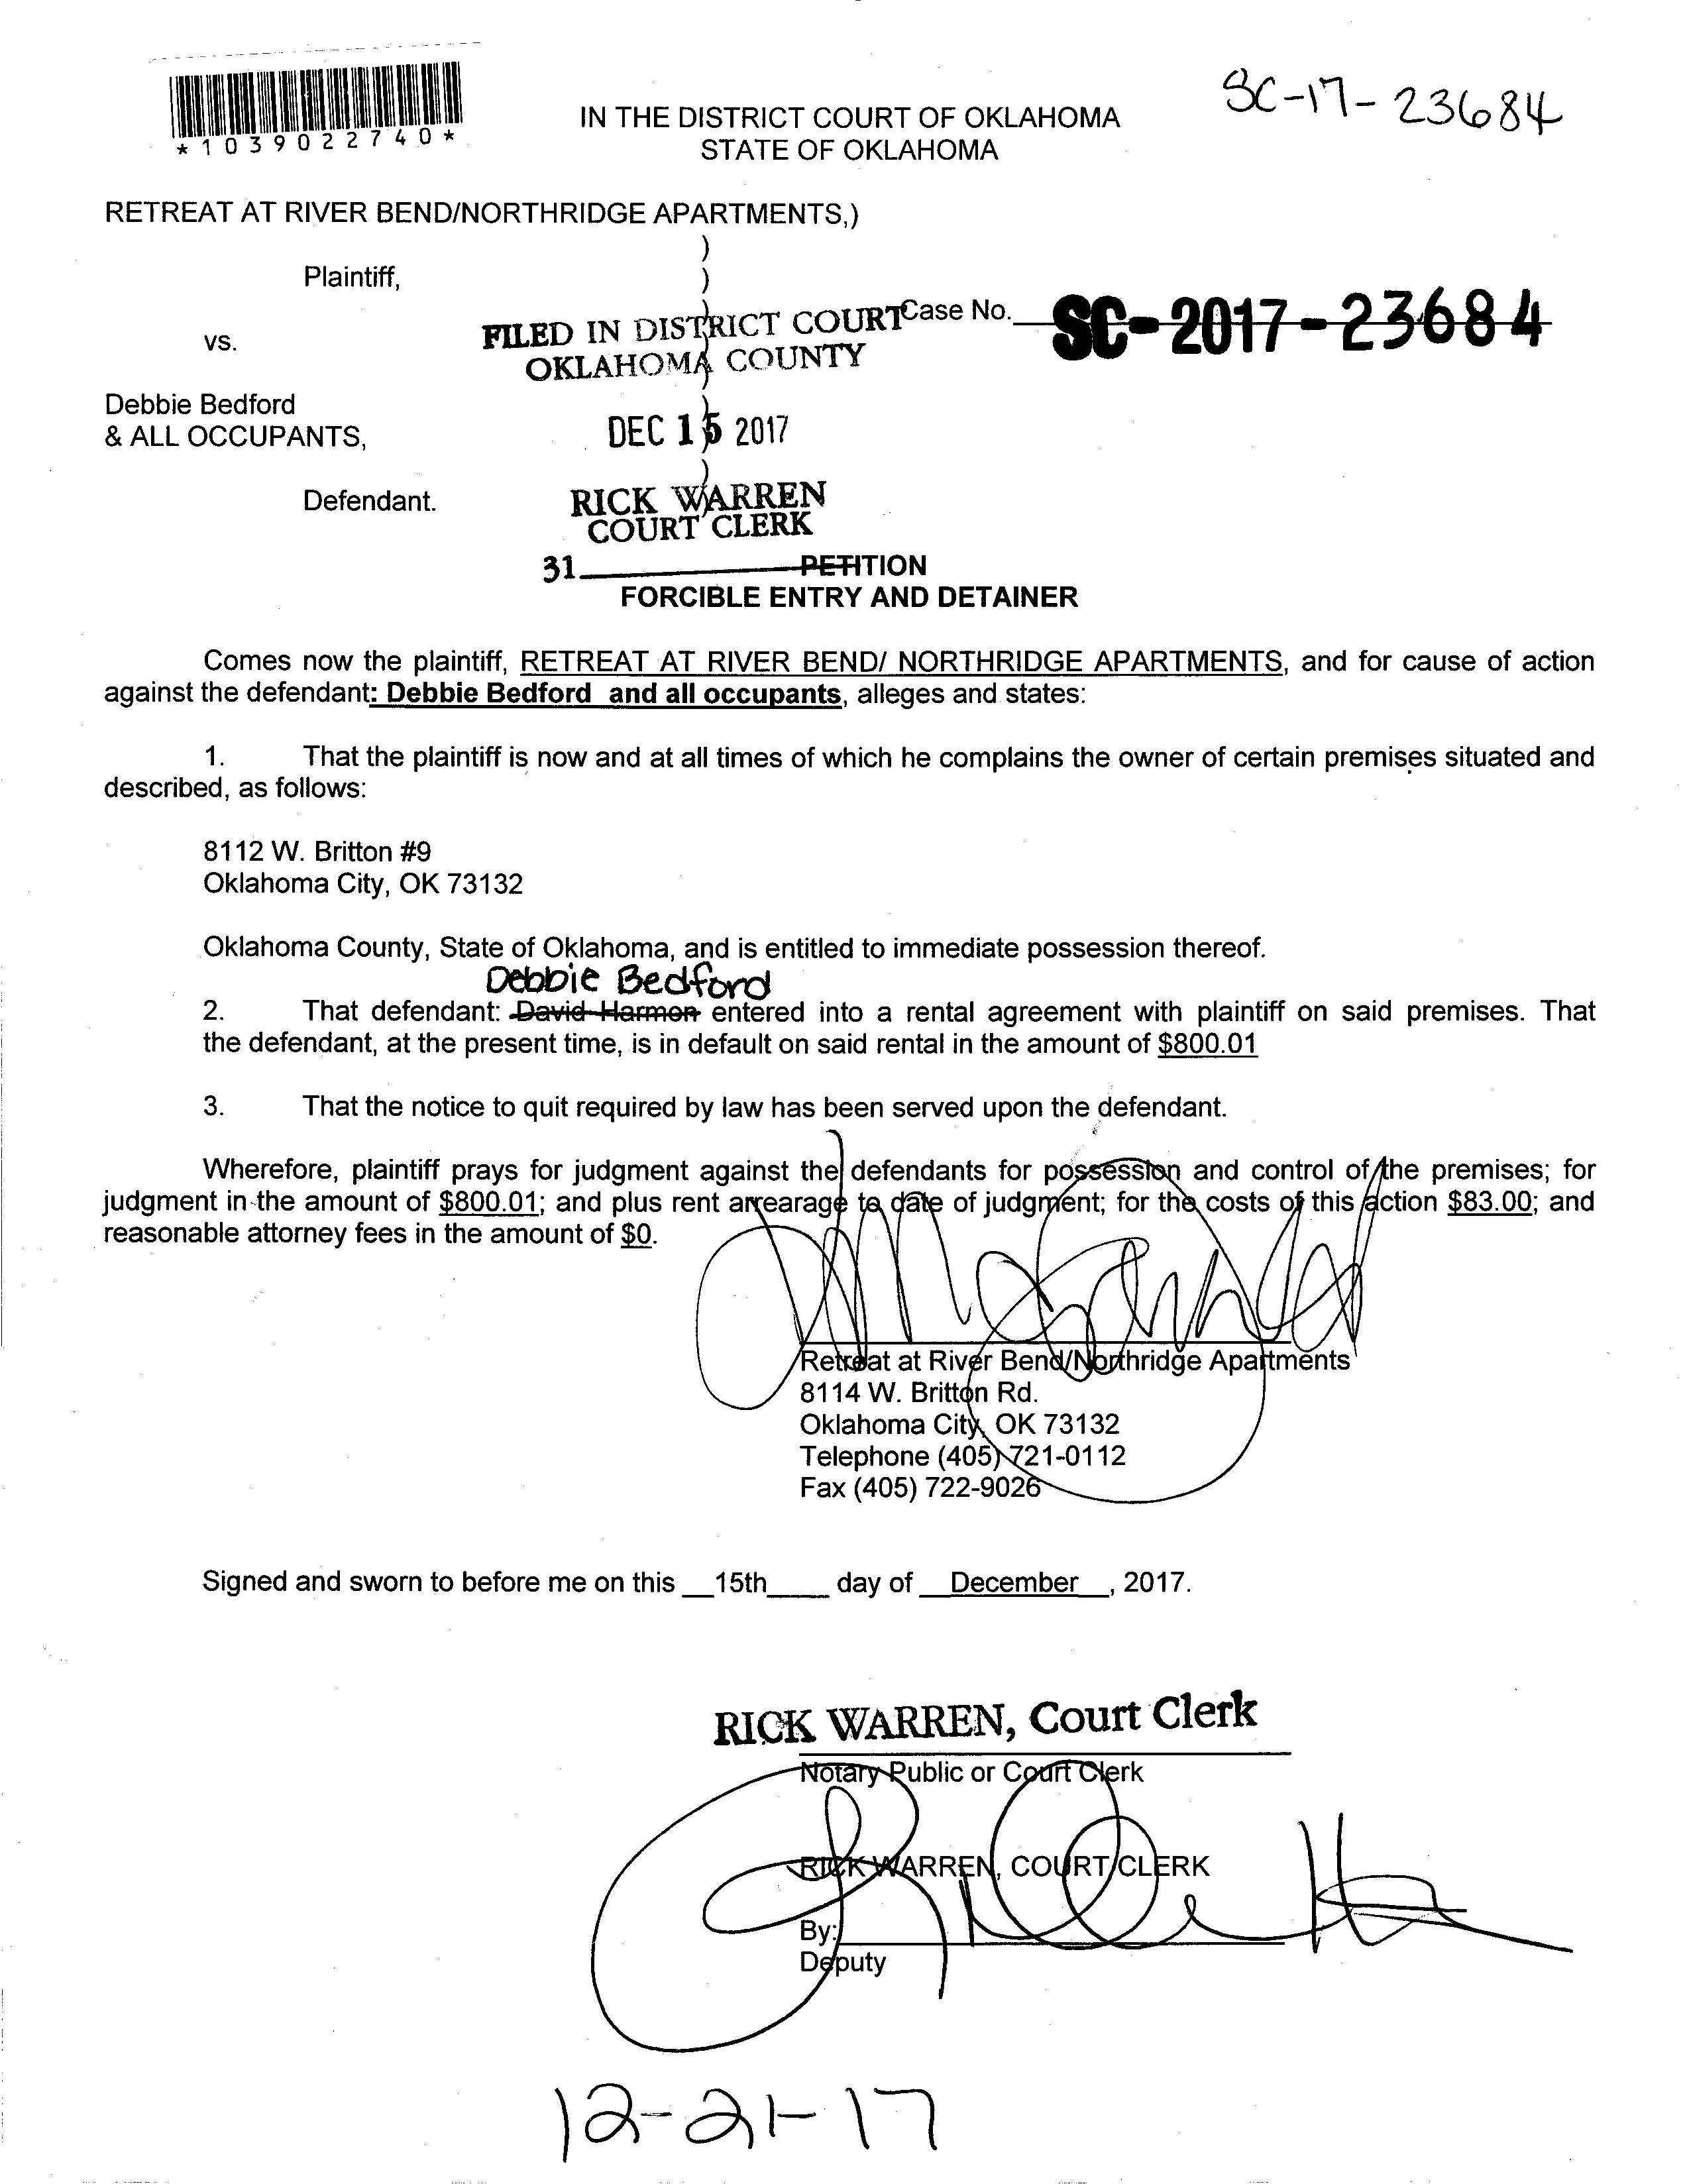 *1039022740*
SC-17-23684
IN THE DISTRICT COURT OF OKLAHOMA
STATE OF OKLAHOMA
RETREAT AT RIVER BEND/NORTHRIDGE APARTMENTS,)
)
Plaintiff, )
vs. ) Case No. SC-2017-23684
FILED IN DISTRICT COURT
OKLAHOMA COUNTY
Debbie Bedford )
& ALL OCCUPANTS, )
DEC 15 2017
)
Defendant.
RICK WARREN
COURT CLERK
31
PETITION
FORCIBLE ENTRY AND DETAINER
Comes now the plaintiff, RETREAT AT RIVER BEND/ NORTHRIDGE APARTMENTS, and for cause of action
against the defendant: Debbie Bedford and all occupants, alleges and states:
1. That the plaintiff is now and at all times of which he complains the owner of certain premises situated and
described, as follows:
8112 W. Britton #9
Oklahoma City, OK 73132
Oklahoma County, State of Oklahoma, and is entitled to immediate possession thereof.
Debbie Bedford
2. That defendant: David Harmon entered into a rental agreement with plaintiff on said premises. That
the defendant, at the present time, is in default on said rental in the amount of $800.01
3. That the notice to quit required by law has been served upon the defendant.
Wherefore, plaintiff prays for judgment against the defendants for possession and control of the premises; for
judgment in the amount of $800.01; and plus rent arrearage to date of judgment; for the costs of this action $83.00; and
reasonable attorney fees in the amount of $0.
Retreat at River Bend/Northridge Apartments
8114 W. Britton Rd.
Oklahoma City, OK 73132
Telephone (405) 721-0112
Fax (405) 722-9026
Signed and sworn to before me on this __15th____ day of __December__, 2017.
RICK WARREN, Court Clerk
Notary Public or Court Clerk
RICK WARREN, COURT CLERK
By:
Deputy
12-21-17